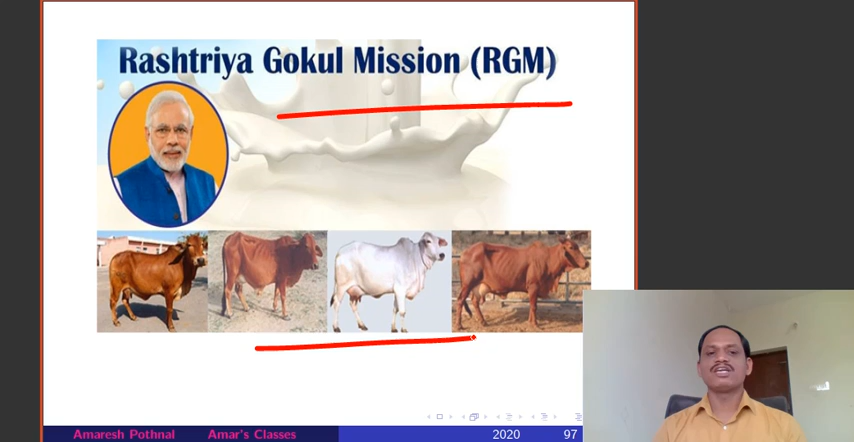 Rashtriya Gokul Mission (RGM)
Amaresh Pothnal Amar's Classes 2020 97